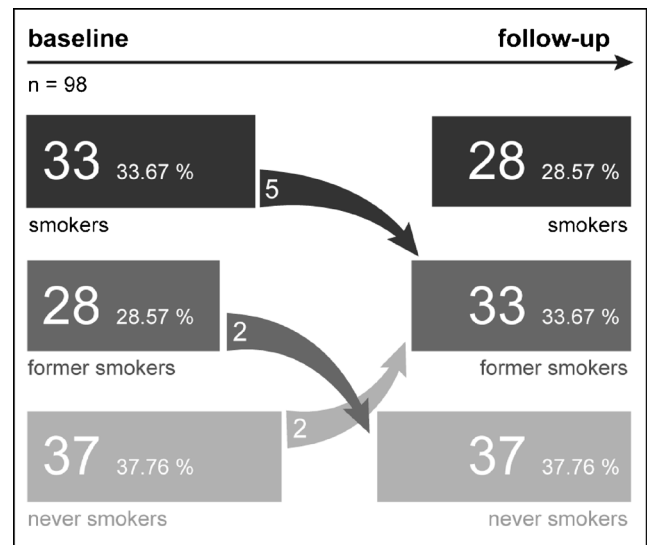 baseline follow-up
n = 98
33 33.67 % 28 28.57 %
5
smokers smokers
28 28.57 % 33 33.67 %
2
former smokers former smokers
37 37.76 % 2 37 37.76 %
never smokers never smokers